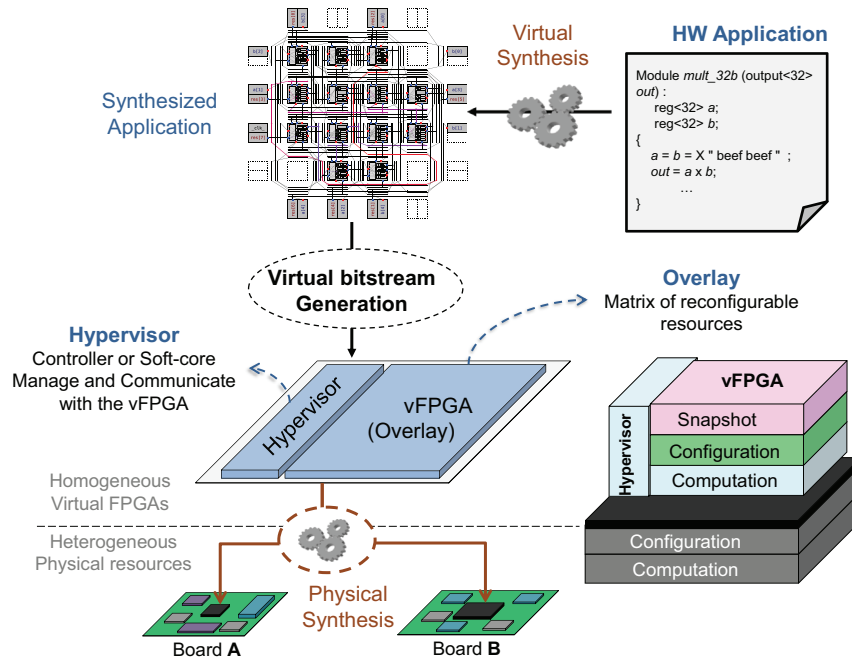 Virtual
Synthesis
HW Application
Synthesized
Application
Module mult_32b (output<32>
out) :
reg<32> a;
reg<32> b;
{
a = b = X " beef beef " ;
out = a x b;
...
}
Virtual bitstream
Generation
Overlay
Matrix of reconfigurable
resources
Hypervisor
Controller or Soft-core
Manage and Communicate
with the vFPGA
Hypervisor
vFPGA
(Overlay)
vFPGA
Snapshot
Configuration
Computation
Hypervisor
Configuration
Computation
Homogeneous
Virtual FPGAs
Heterogeneous
Physical resources
Physical
Synthesis
Board A
Board B